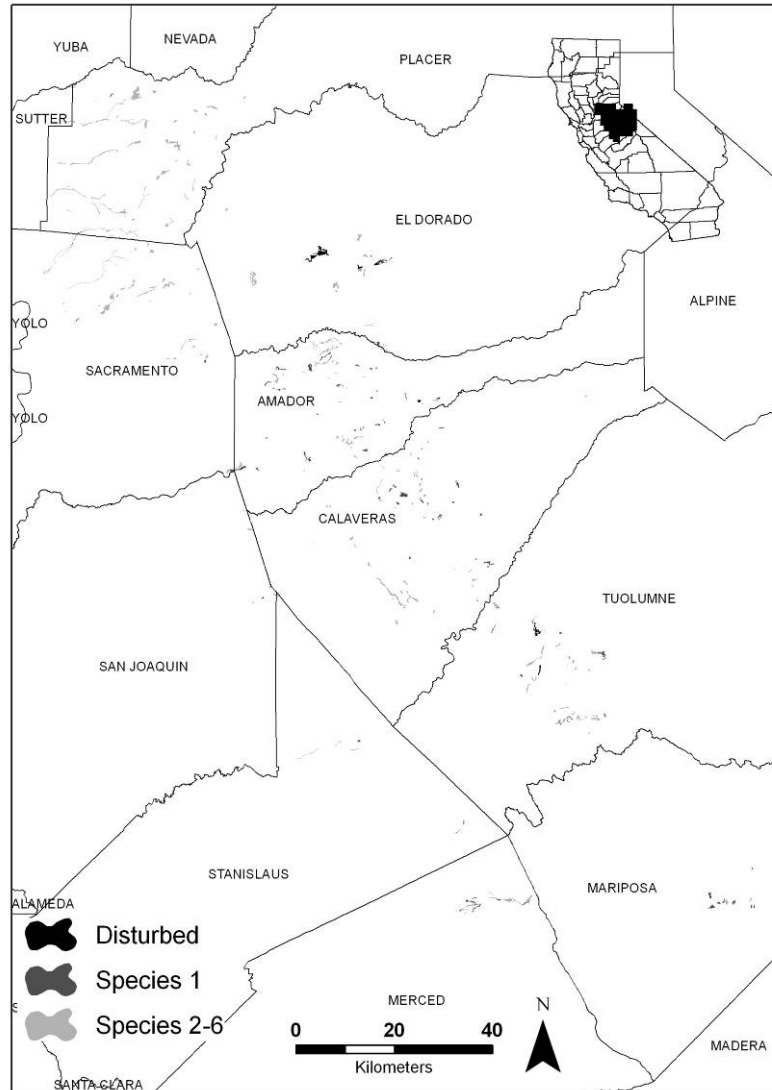 YUBA
NEVADA
PLACER
SUTTER
EL DORADO
ALPINE
YOLO
SACRAMENTO
AMADOR
YOLO
CALAVERAS
TUOLUMNE
SAN JOAQUIN
STANISLAUS
MARIPOSA
ALAMEDA
Disturbed
Species 1
Species 2-6
MERCED
N
0 20 40
Kilometers
MADERA
S
SANTA CLARA